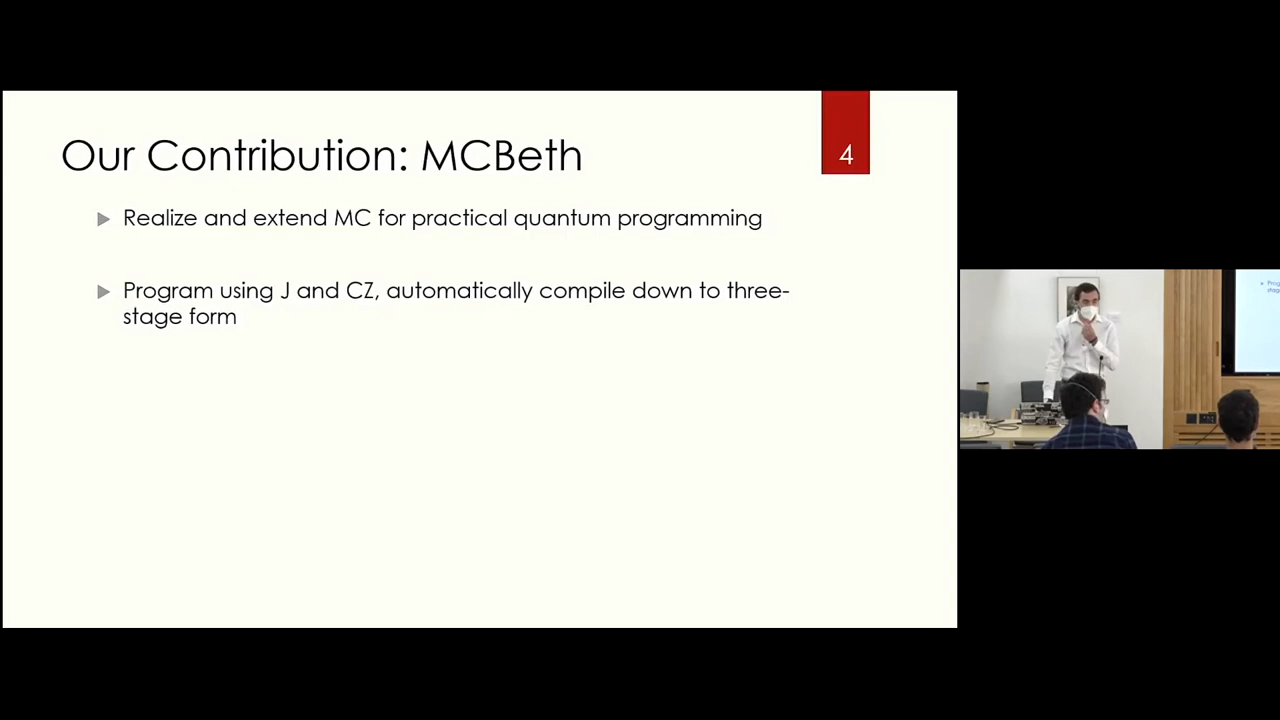 Our Contribution: MCBeth
4
Realize and extend MC for practical quantum programming
Program using J and CZ, automatically compile down to three-
stage form